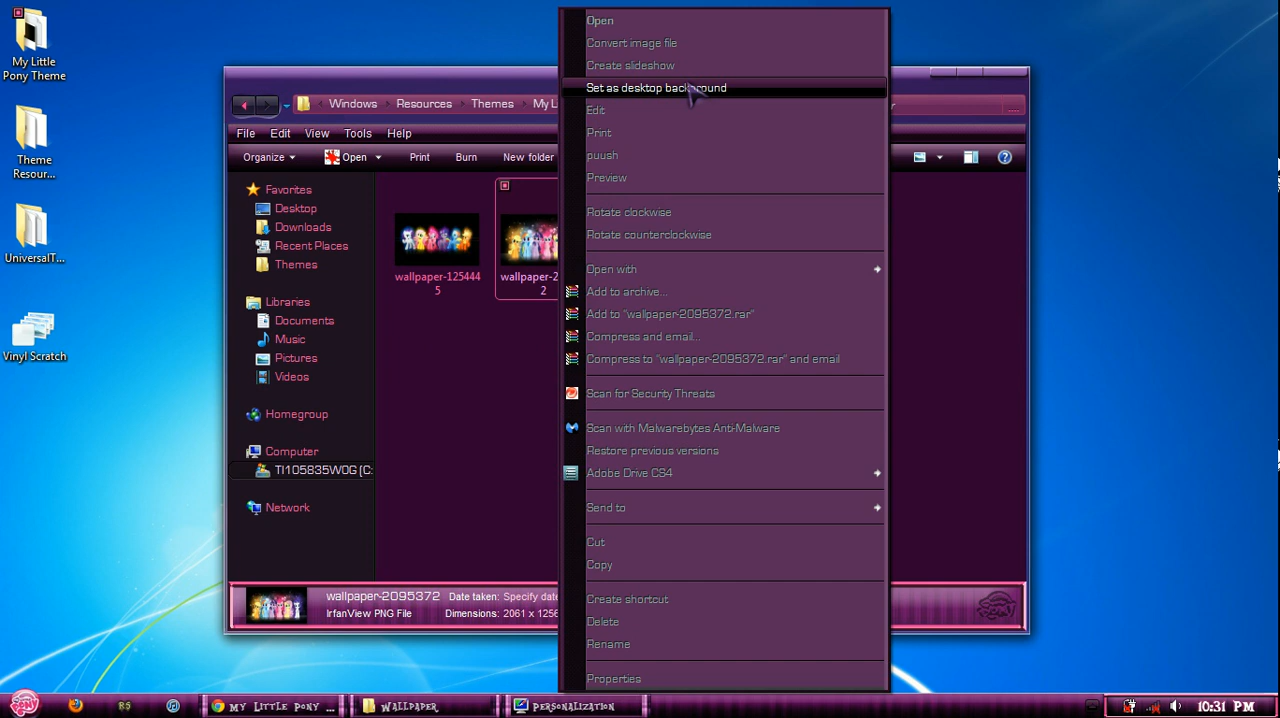 My Little
Pony Theme
Theme
Resour...
UniversalT...
Vinyl Scratch
Windows
Resources
Themes
My L
File
Edit
View
Tools
Help
Organize
Open
Print
Burn
New folder
Favorites
Desktop
Downloads
Recent Places
Themes
Libraries
Documents
Music
Pictures
Videos
Homegroup
Computer
TI105835W0G (C:
Network
wallpaper-125444
5
wallpaper-2
2
Open
Convert image file
Create slideshow
Set as desktop background
Edit
Print
puush
Preview
Rotate clockwise
Rotate counterclockwise
Open with
Add to archive...
Add to "wallpaper-2095372.rar"
Compress and email...
Compress to "wallpaper-2095372.rar" and email
Scan for Security Threats
Scan with Malwarebytes Anti-Malware
Restore previous versions
Adobe Drive CS4
Send to
Cut
Copy
Create shortcut
Delete
Rename
Properties
wallpaper-2095372 Date taken: Specify date
IrfanView PNG File Dimensions: 2061 x 1256
My Little Pony ...
Wallpaper
Personalization
10:31 PM